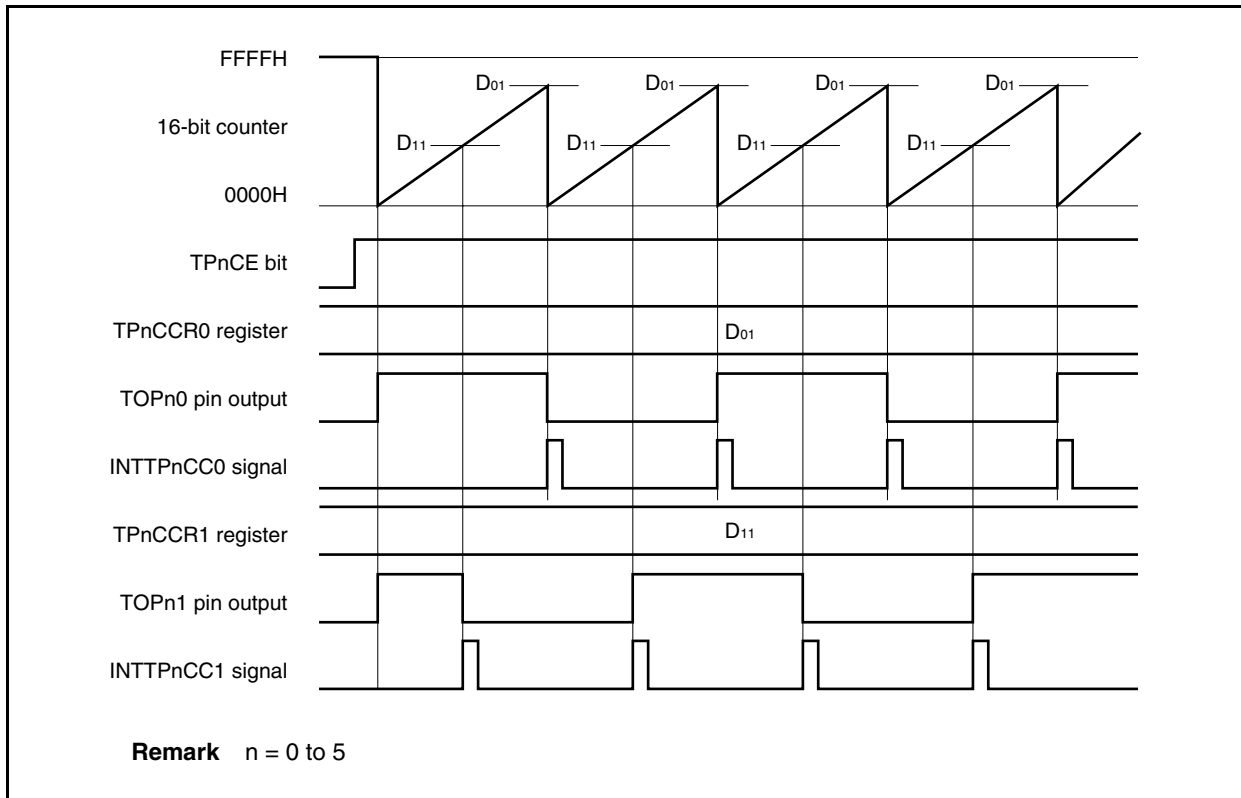 FFFFH
D01 D01 D01 D01
16-bit counter
D11 D11 D11 D11
0000H
TPnCE bit
TPnCCR0 register
D01
TOPn0 pin output
INTTPnCC0 signal
TPnCCR1 register
D11
TOPn1 pin output
INTTPnCC1 signal
Remark n = 0 to 5